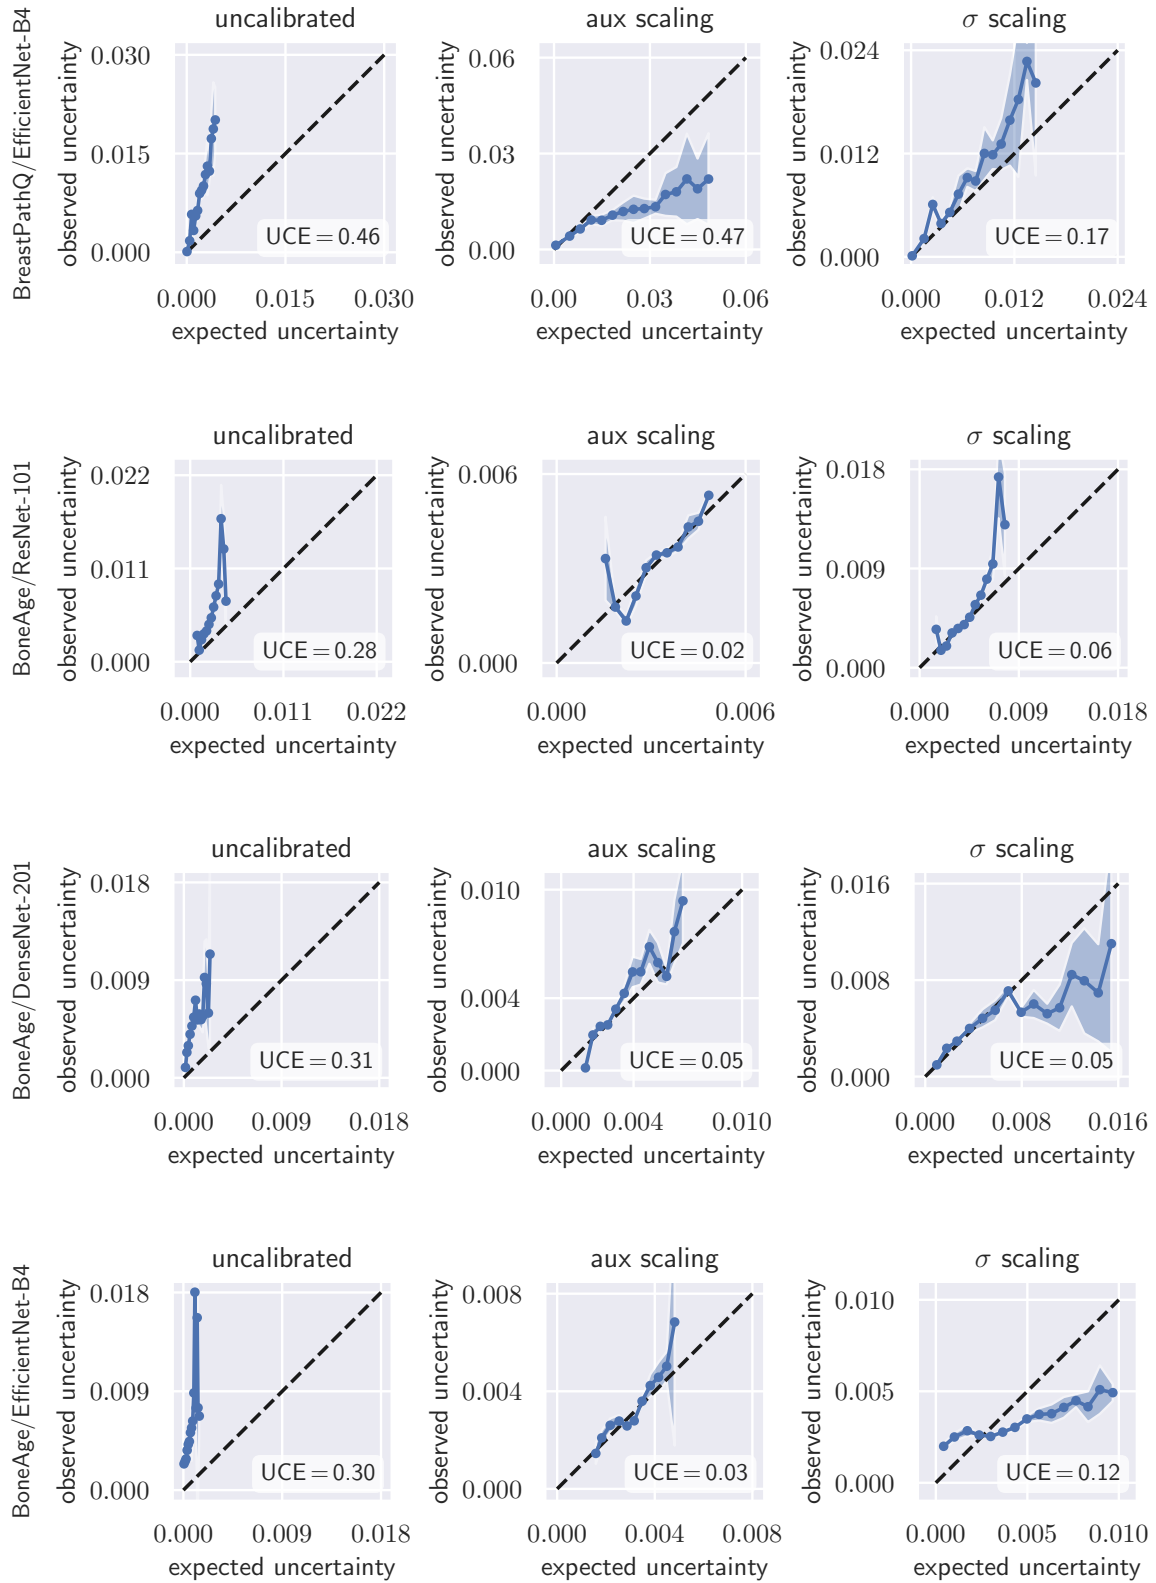 BreastPathQ/EfficientNet-B4
uncalibrated
observed uncertainty
0.030
0.015
0.000
UCE = 0.46
0.000 0.015 0.030
expected uncertainty
aux scaling
observed uncertainty
0.06
0.03
0.00
UCE = 0.47
0.00 0.03 0.06
expected uncertainty
σ scaling
observed uncertainty
0.024
0.012
0.000
UCE = 0.17
0.000 0.012 0.024
expected uncertainty
BoneAge/ResNet-101
uncalibrated
observed uncertainty
0.022
0.011
0.000
UCE = 0.28
0.000 0.011 0.022
expected uncertainty
aux scaling
observed uncertainty
0.006
0.000
UCE = 0.02
0.000 0.006
expected uncertainty
σ scaling
observed uncertainty
0.018
0.009
0.000
UCE = 0.06
0.000 0.009 0.018
expected uncertainty
BoneAge/DenseNet-201
uncalibrated
observed uncertainty
0.018
0.009
0.000
UCE = 0.31
0.000 0.009 0.018
expected uncertainty
aux scaling
observed uncertainty
0.010
0.004
0.000
UCE = 0.05
0.000 0.004 0.010
expected uncertainty
σ scaling
observed uncertainty
0.016
0.008
0.000
UCE = 0.05
0.000 0.008 0.016
expected uncertainty
BoneAge/EfficientNet-B4
uncalibrated
observed uncertainty
0.018
0.009
0.000
UCE = 0.30
0.000 0.009 0.018
expected uncertainty
aux scaling
observed uncertainty
0.008
0.004
0.000
UCE = 0.03
0.000 0.004 0.008
expected uncertainty
σ scaling
observed uncertainty
0.010
0.005
0.000
UCE = 0.12
0.000 0.005 0.010
expected uncertainty